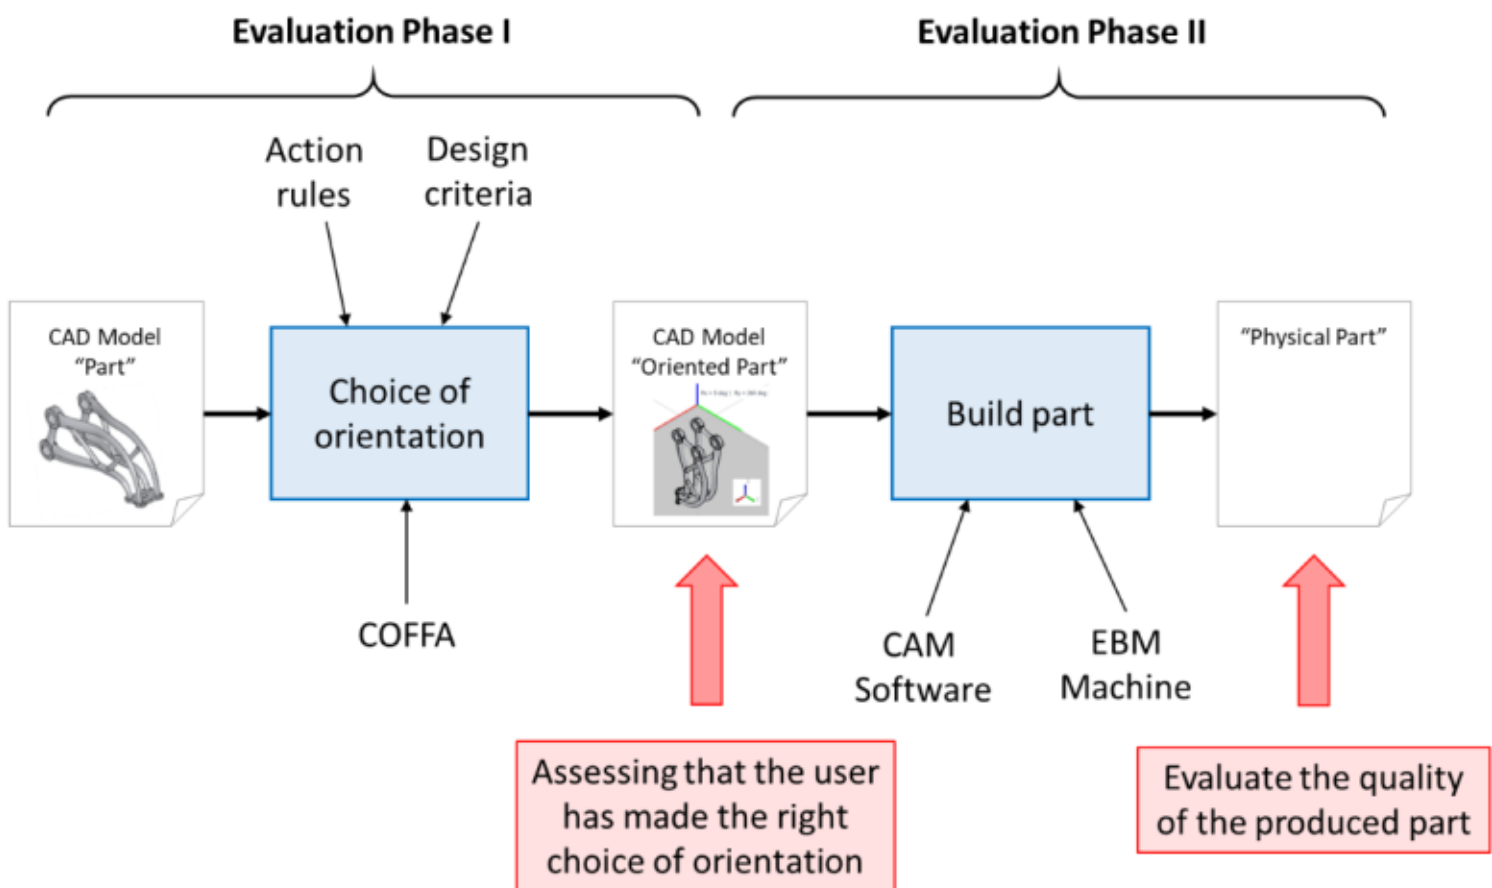 Evaluation Phase I
Evaluation Phase II
Action
rules
Design
criteria
CAD Model
“Part”
Choice of
orientation
CAD Model
“Oriented Part”
Build part
“Physical Part”
COFFA
CAM
Software
EBM
Machine
Assessing that the user
has made the right
choice of orientation
Evaluate the quality
of the produced part